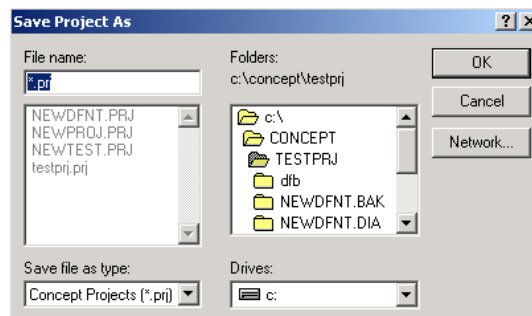 Save Project As
File name:
*.prj
NEWDFNT.PRJ
NEWPROJ.PRJ
NEWTEST.PRJ
testprj.prj
Save file as type:
Concept Projects (*.prj)
Folders:
c:\concept\testprj
c:\
CONCEPT
TESTPRJ
dfb
NEWDFNT.BAK
NEWDFNT.DIA
Drives:
c:
OK
Cancel
Network...